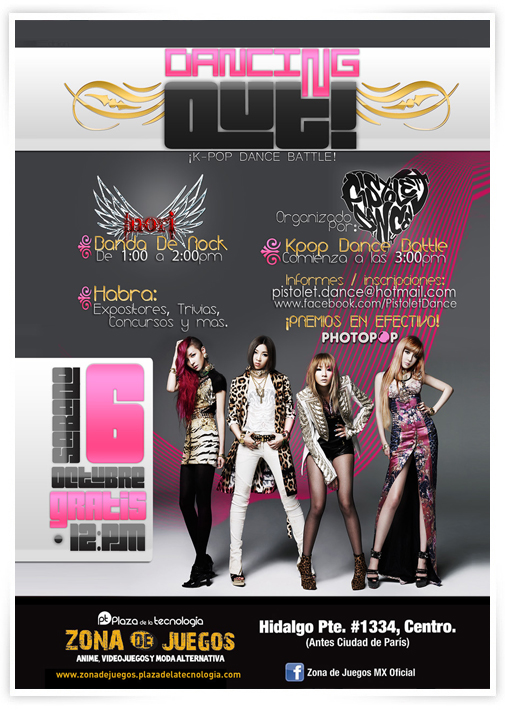 DANCING
OUT!
¡K-POP DANCE BATTLE!
Inori
Banda De Rock
De 1:00 a 2:00pm
Habra:
Expositores, Trivias,
Concursos y mas.
PISTOLET
DANCE
Organizado
por:
Kpop Dance Battle
Comienza a las 3:00pm
Informes / inscripciones:
pistolet.dance@hotmail.com
www.facebook.com/PistoletDance
¡PREMIOS EN EFECTIVO!
PHOTOPOP
Sabado
6
Octubre
gratis
12:PM
pt Plaza de la tecnología
ZONA DE JUEGOS
ANIME, VIDEOJUEGOS Y MODA ALTERNATIVA
www.zonadejuegos.plazadelatecnologia.com
Hidalgo Pte. #1334, Centro.
(Antes Ciudad de París)
f Zona de Juegos MX Oficial